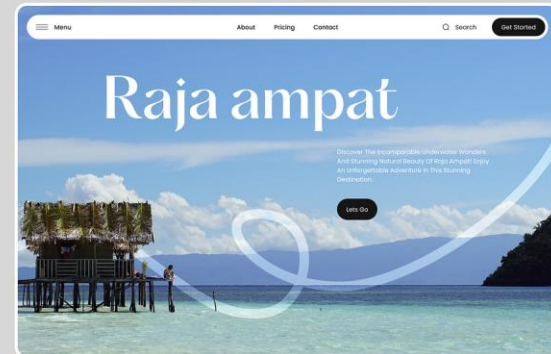 Menu
About
Pricing
Contact
Search
Get Started
Raja ampat
Discover The Incomparable Underwater Wonders
And Stunning Natural Beauty Of Raja Ampat! Enjoy
An Unforgettable Adventure In This Stunning
Destination.
Lets Go